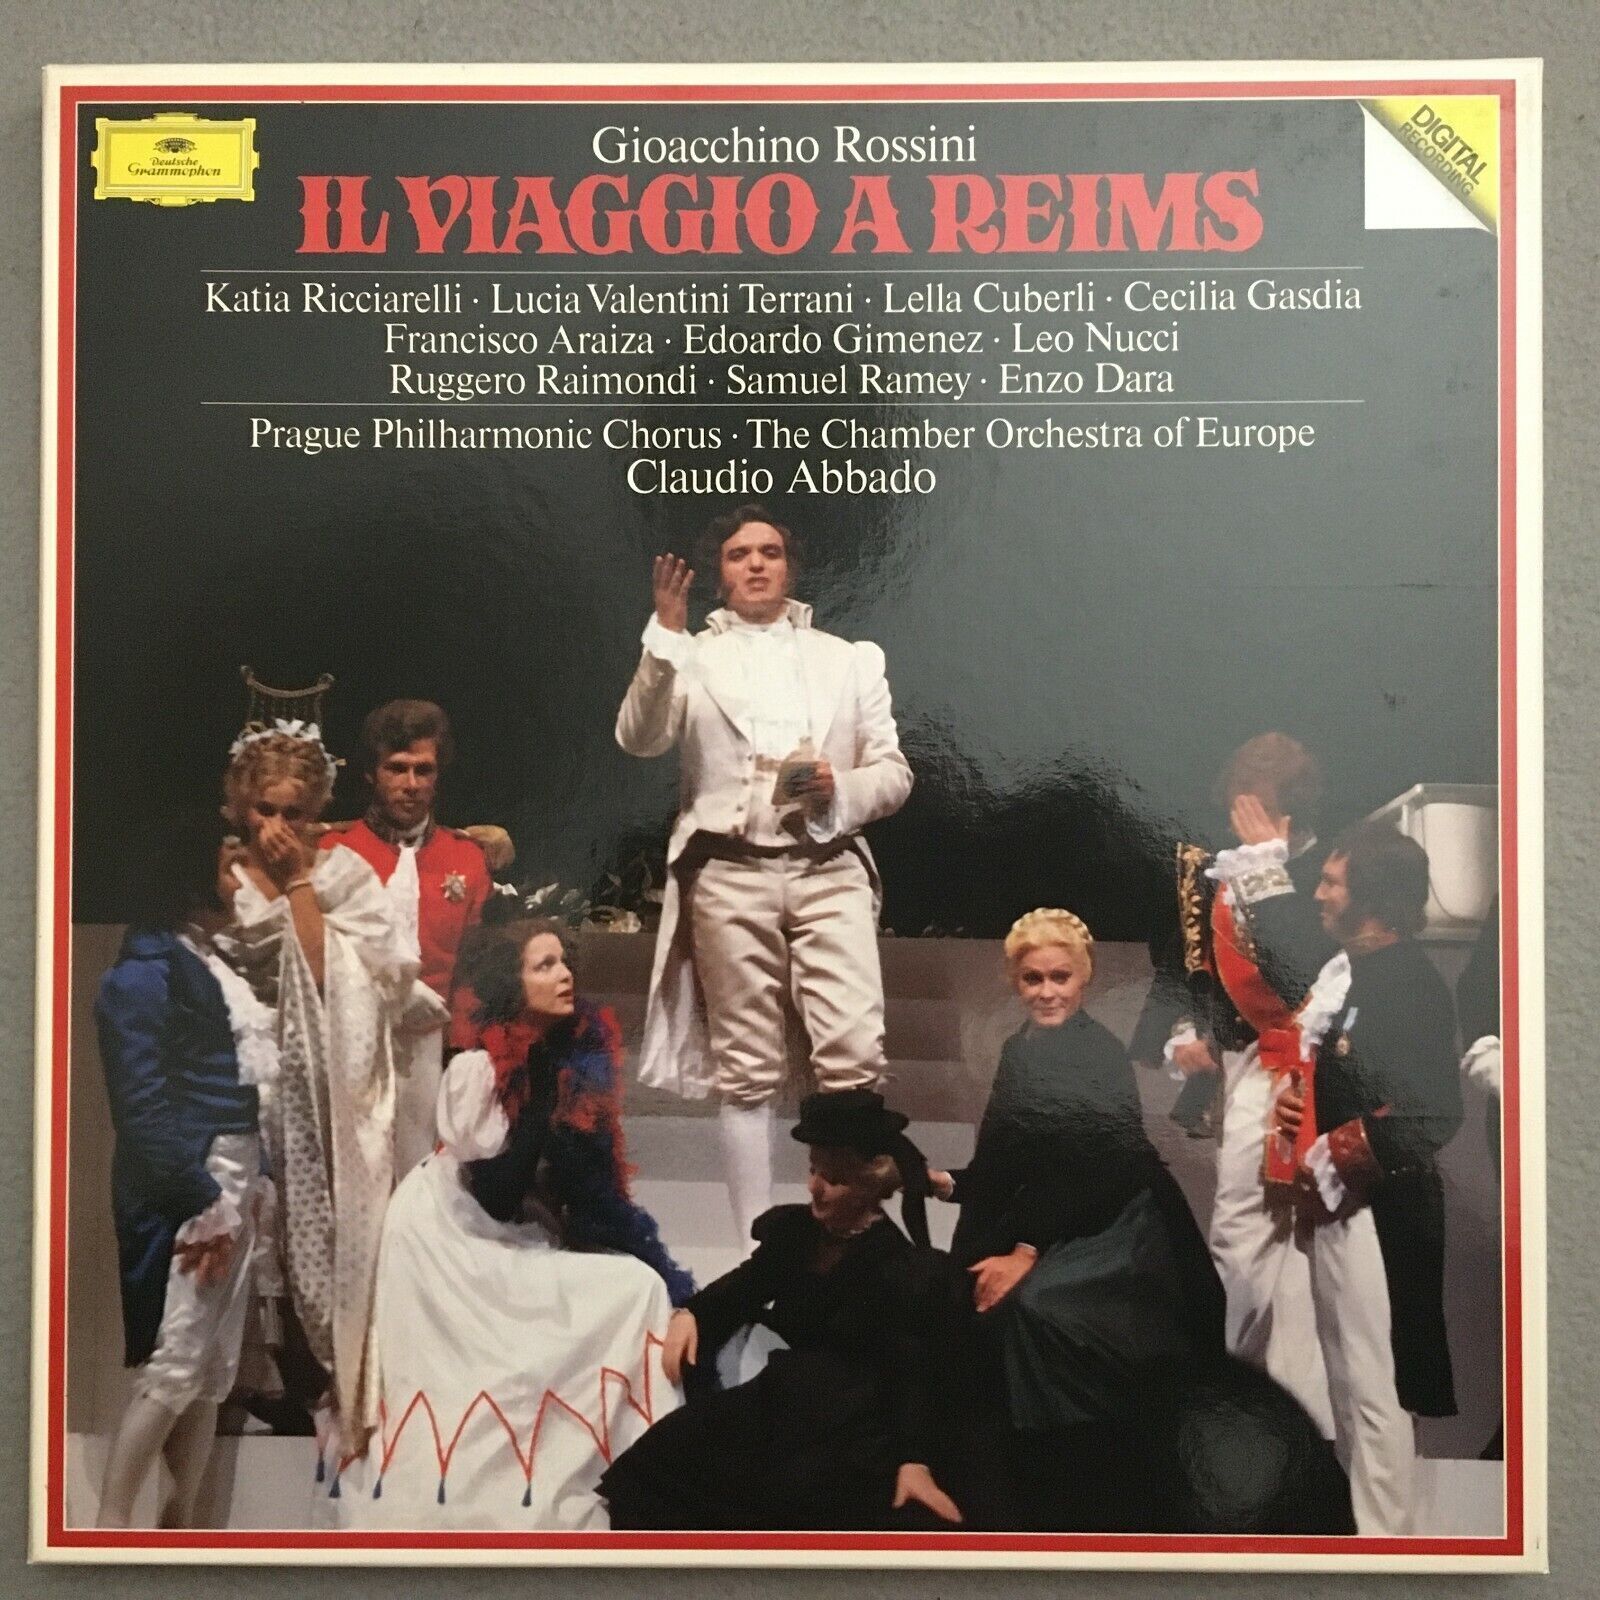 Deutsche
Grammophon
DIGITAL
RECORDING
Gioacchino Rossini
IL VIAGGIO A REIMS
Katia Ricciarelli · Lucia Valentini Terrani · Lella Cuberli · Cecilia Gasdia
Francisco Araiza · Edoardo Gimenez · Leo Nucci
Ruggero Raimondi · Samuel Ramey · Enzo Dara
Prague Philharmonic Chorus · The Chamber Orchestra of Europe
Claudio Abbado